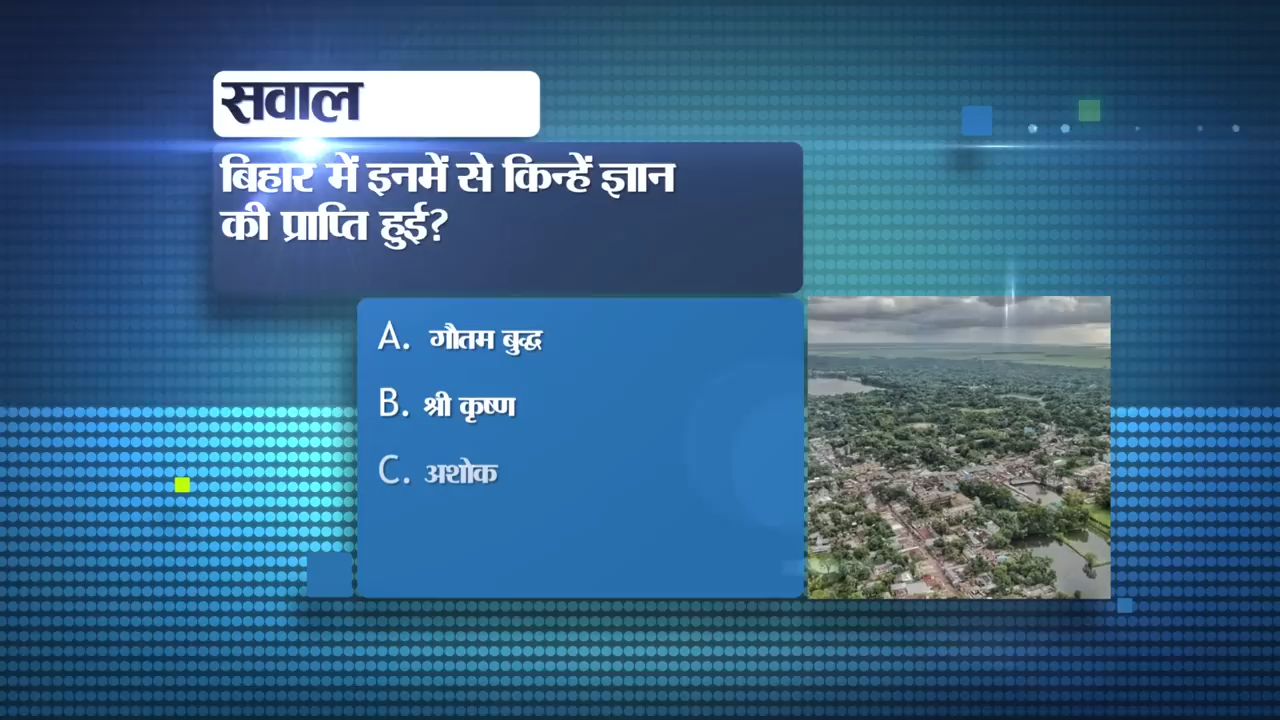 सवाल
बिहार में इनमें से किन्हें ज्ञान
की प्राप्ति हुई?
A. गौतम बुद्ध
B. श्री कृष्ण
C. अशोक